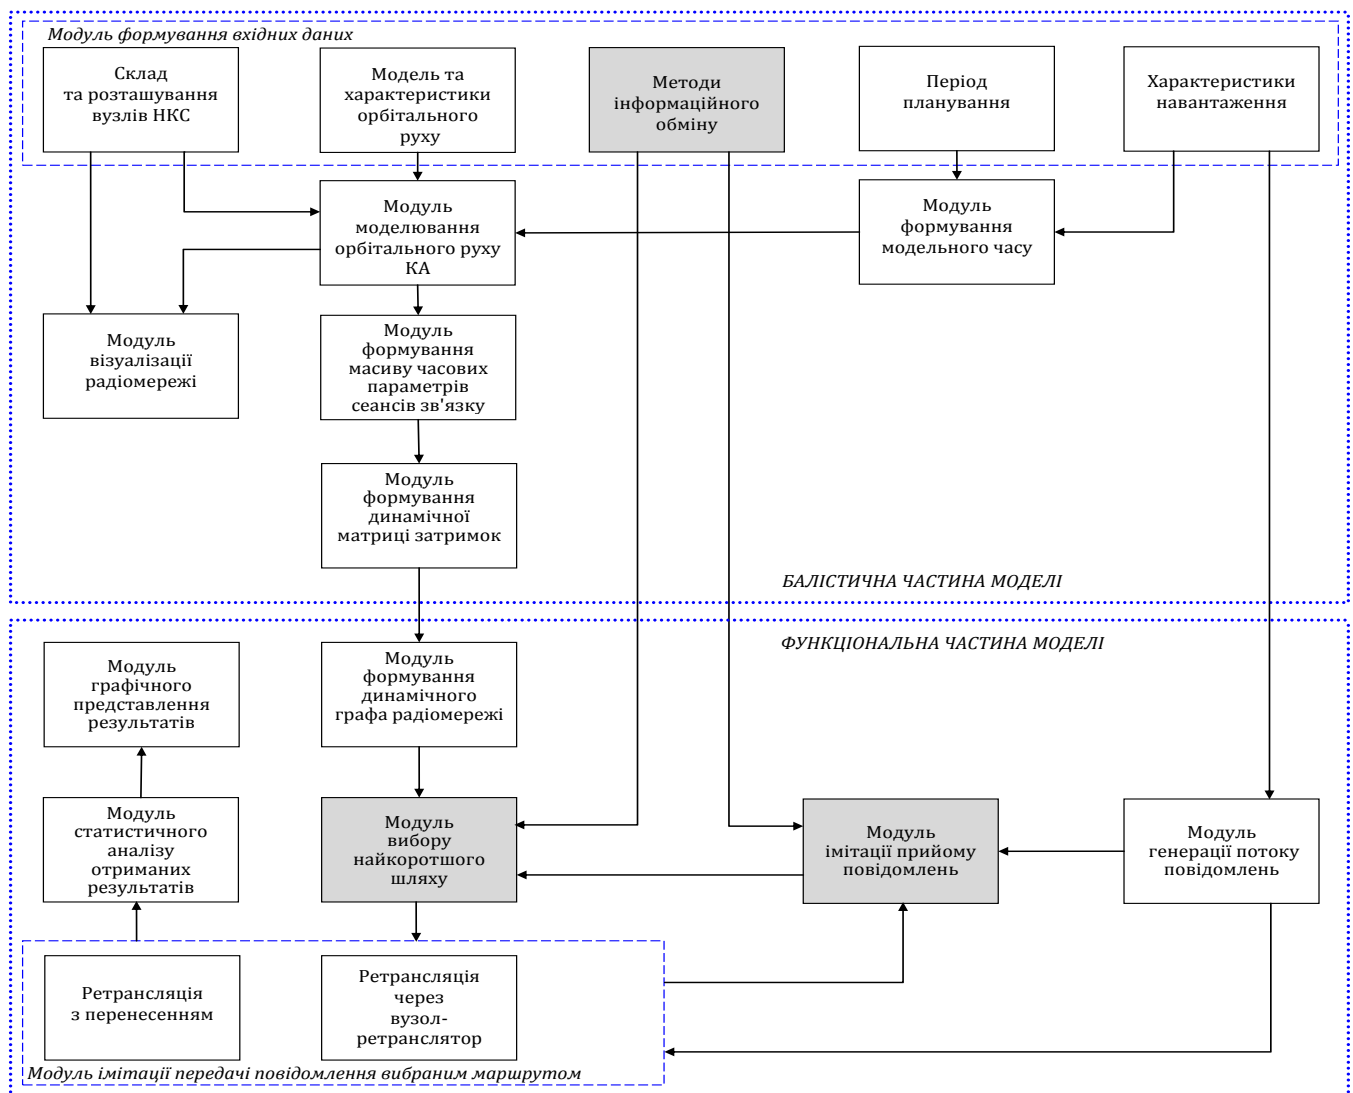 Модуль формування вхідних даних
Склад
та розташування
вузлів НКС
Модель та
характеристики
орбітального
руху
Методи
інформаційного
обміну
Період
планування
Характеристики
навантаження
Модуль
моделювання
орбітального руху
КА
Модуль
формування
модельного часу
Модуль
візуалізації
радіомережі
Модуль
формування
масиву часових
параметрів
сеансів зв'язку
Модуль
формування
динамічної
матриці затримок
БАЛІСТИЧНА ЧАСТИНА МОДЕЛІ
ФУНКЦІОНАЛЬНА ЧАСТИНА МОДЕЛІ
Модуль
графічного
представлення
результатів
Модуль
формування
динамічного
графа радіомережі
Модуль
статистичного
аналізу
отриманих
результатів
Модуль
вибору
найкоротшого
шляху
Модуль
імітації прийому
повідомлень
Модуль
генерації потоку
повідомлень
Ретрансляція
з перенесенням
Ретрансляція
через
вузол-
ретранслятор
Модуль імітації передачі повідомлення вибраним маршрутом